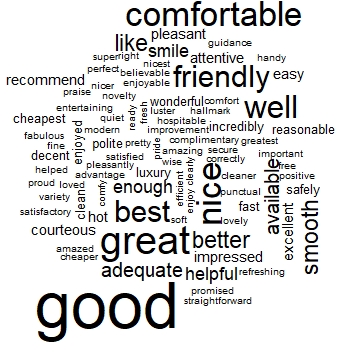 comfortable
pleasant
like
guidance
smile
superright
nicest
attentive
handy
perfect
believable
recommend
nicer
enjoyable
friendly
easy
praise
novelty
wonderful
comfort
cheapest
entertaining
ready
fresh
luster
hallmark
well
quiet
hospitable
fabulous
modern
improvement
incredibly
reasonable
fine
enjoyed
polite
pretty
pride
complimentary
greatest
decent
satisfied
amazing
secure
helped
pleasantly
wise
correctly
important
proud
loved
advantage
luxury
nice
cleaner
free
positive
variety
clean
comfy
enough
efficient
enjoy
clearly
punctual
available
safely
satisfactory
hot
best
soft
lovely
fast
excellent
smooth
courteous
great
better
amazed
impressed
cheaper
adequate
helpful
refreshing
good
promised
straightforward